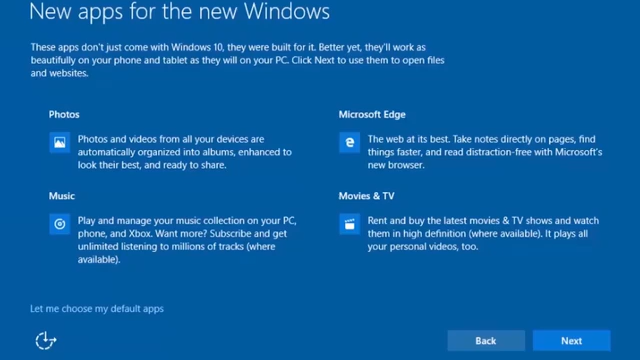 New apps for the new Windows
These apps don't just come with Windows 10, they were built for it. Better yet, they'll work as
beautifully on your phone and tablet as they will on your PC. Click Next to use them to open files
and websites.
Photos
Photos and videos from all your devices are
automatically organized into albums, enhanced to
look their best, and ready to share.
Microsoft Edge
The web at its best. Take notes directly on pages, find
things faster, and read distraction-free with Microsoft's
new browser.
Music
Play and manage your music collection on your PC,
phone, and Xbox. Want more? Subscribe and get
unlimited listening to millions of tracks (where
available).
Movies & TV
Rent and buy the latest movies & TV shows and watch
them in high definition (where available). It plays all
your personal videos, too.
Let me choose my default apps
Back
Next